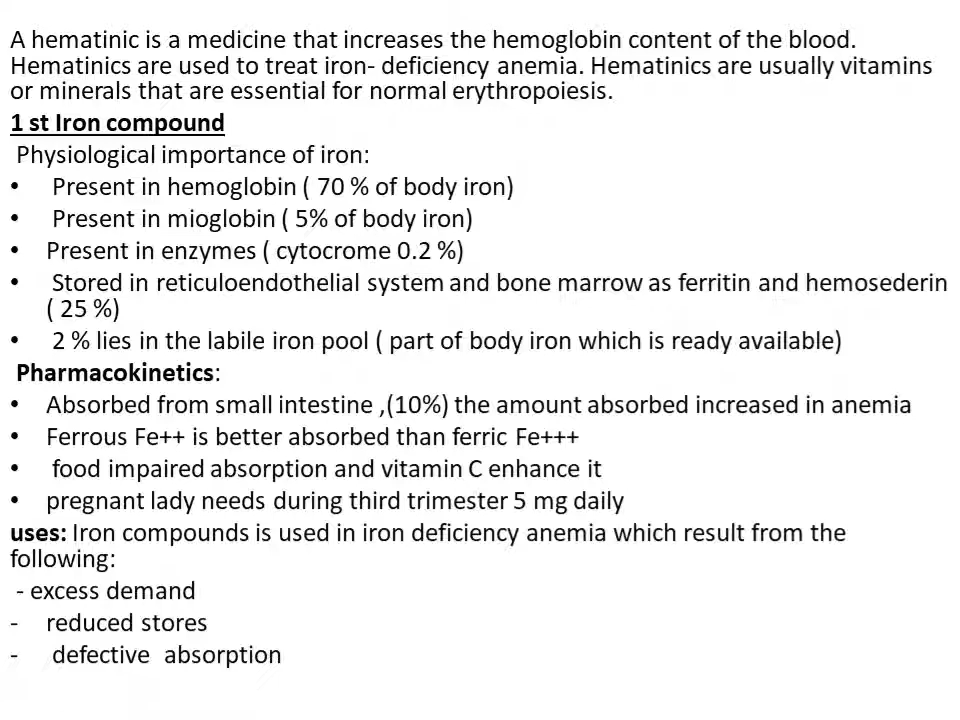 A hematinic is a medicine that increases the hemoglobin content of the blood.
Hematinics are used to treat iron- deficiency anemia. Hematinics are usually vitamins
or minerals that are essential for normal erythropoiesis.
1 st Iron compound
Physiological importance of iron:
• Present in hemoglobin ( 70 % of body iron)
• Present in mioglobin ( 5% of body iron)
• Present in enzymes ( cytocrome 0.2 %)
• Stored in reticuloendothelial system and bone marrow as ferritin and hemosederin
( 25 %)
• 2 % lies in the labile iron pool ( part of body iron which is ready available)
Pharmacokinetics:
• Absorbed from small intestine ,(10%) the amount absorbed increased in anemia
• Ferrous Fe++ is better absorbed than ferric Fe+++
• food impaired absorption and vitamin C enhance it
• pregnant lady needs during third trimester 5 mg daily
uses: Iron compounds is used in iron deficiency anemia which result from the
following:
- excess demand
- reduced stores
- defective absorption